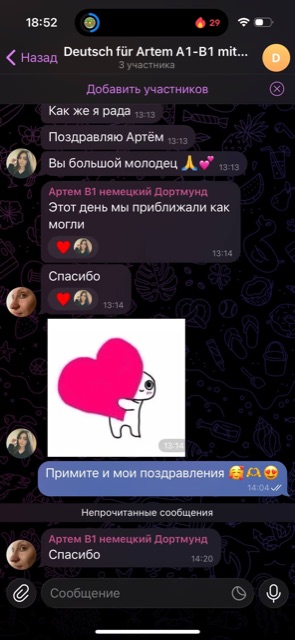 18:52
29
Назад
Deutsch für Artem A1-B1 mit...
3 участника
D
Добавить участников
Как же я рада 13:13
Поздравляю Артём 13:13
Вы большой молодец 🙏💕 13:13
Артем B1 немецкий Дортмунд
Этот день мы приближали как
могли
13:14
Спасибо
13:14
13:14
Примите и мои поздравления 🥰🫶😍
14:04
Непрочитанные сообщения
Артем B1 немецкий Дортмунд
Спасибо 14:20
Сообщение